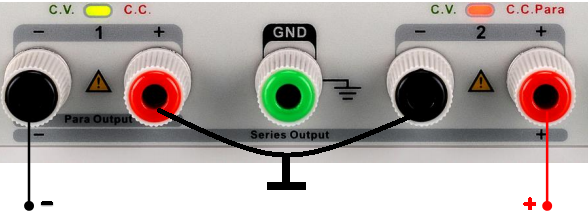 C.V. C.C. C.V. C.C.Para
− 1 + GND − 2 +
Para Output
− Series Output +
− +